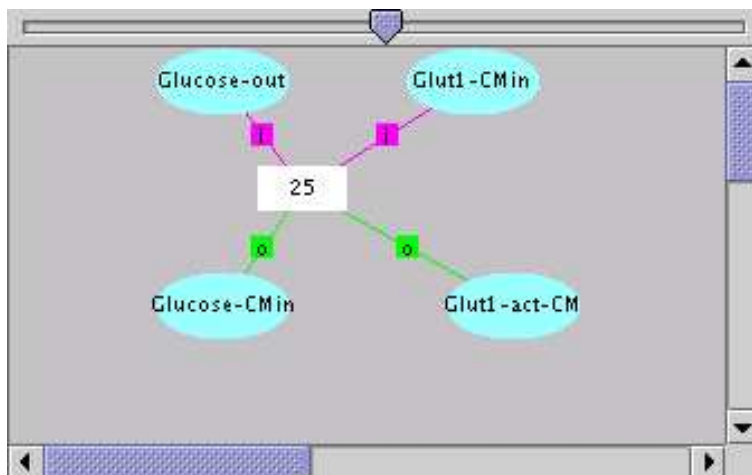 Glucose-out
Glut1-CMin
i
i
25
o
o
Glucose-CMin
Glut1-act-CM